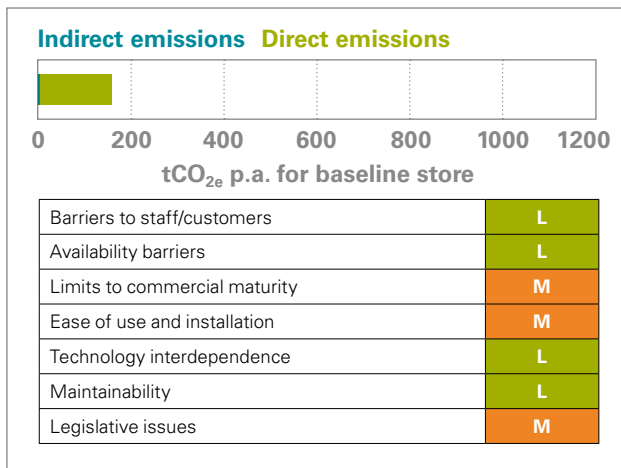 Indirect emissions Direct emissions
0 200 400 600 800 1000 1200
tCO₂ₑ p.a. for baseline store
Barriers to staff/customers L
Availability barriers L
Limits to commercial maturity M
Ease of use and installation M
Technology interdependence L
Maintainability L
Legislative issues M